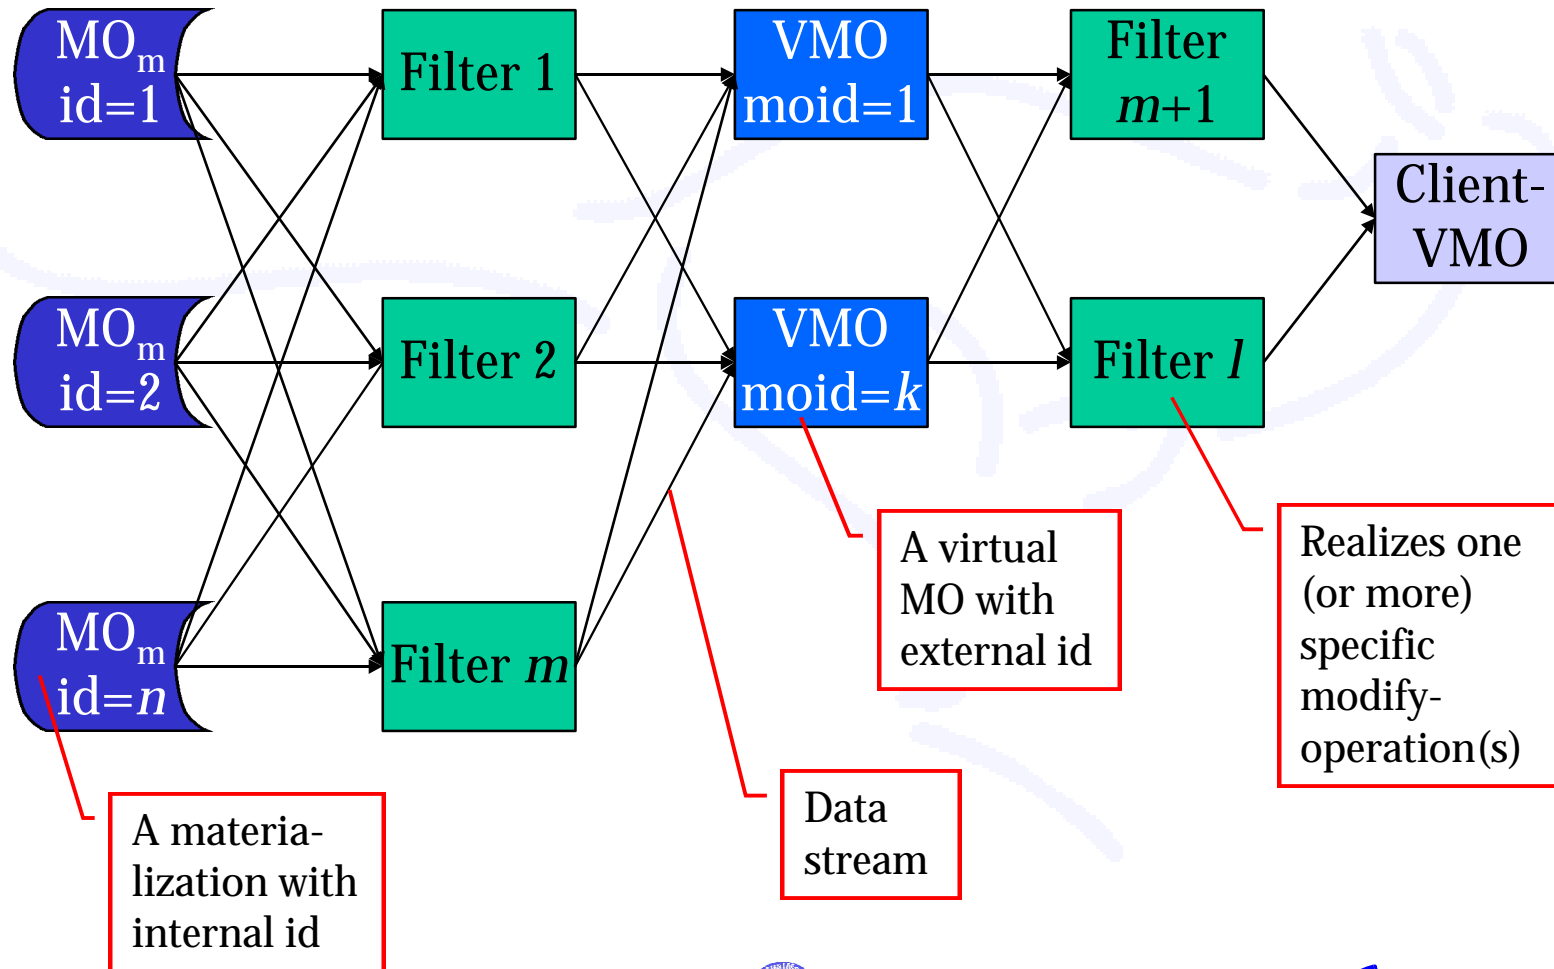 MOm
id=1
Filter 1
VMO
moid=1
Filter
m+1
Client-
VMO
MOm
id=2
Filter 2
VMO
moid=k
Filter l
MOm
id=n
Filter m
A virtual
MO with
external id
Realizes one
(or more)
specific
modify-
operation(s)
Data
stream
A materia-
lization with
internal id